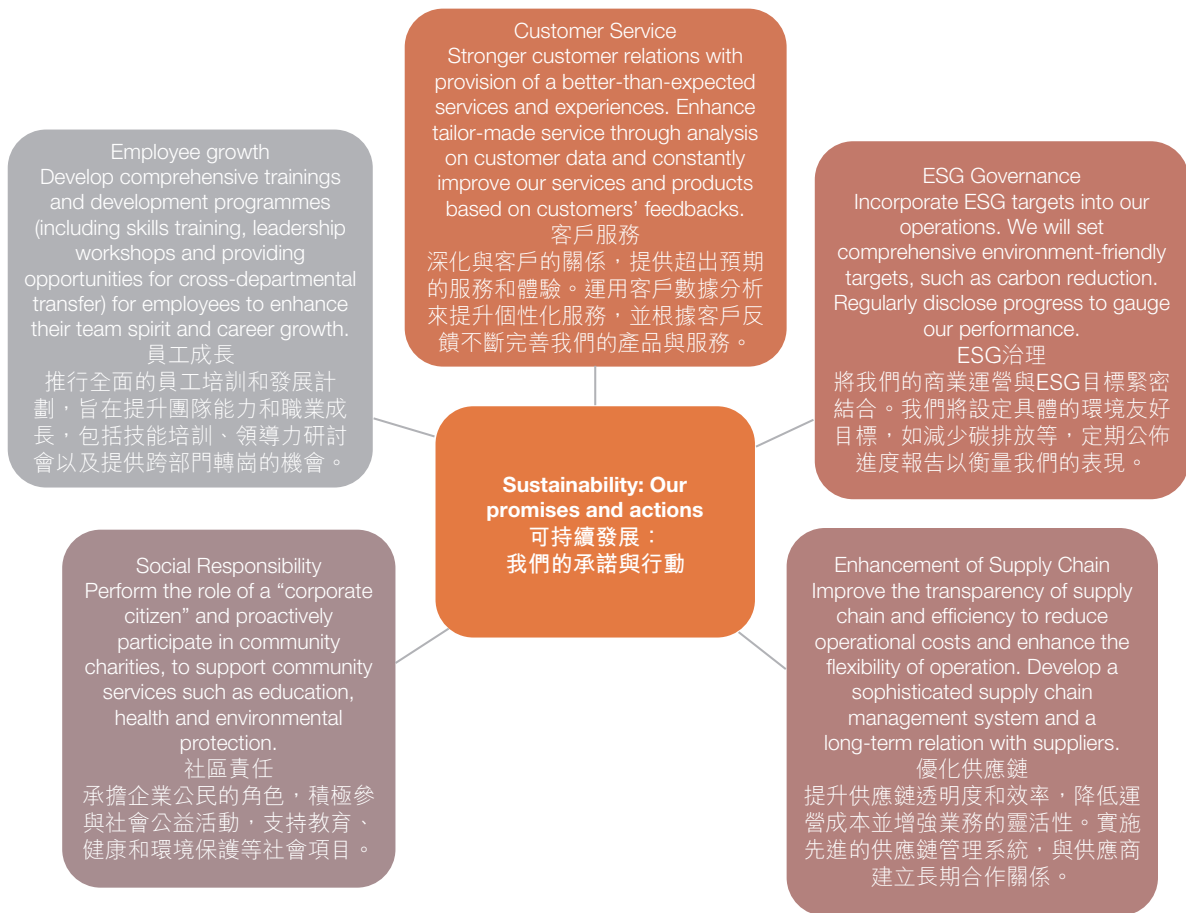 Customer Service
Stronger customer relations with
provision of a better-than-expected
services and experiences. Enhance
tailor-made service through analysis
on customer data and constantly
improve our services and products
based on customers’ feedbacks.
客戶服務
深化與客戶的關係，提供超出預期
的服務和體驗。運用客戶數據分析
來提升個性化服務，並根據客戶反
饋不斷完善我們的產品與服務。
Employee growth
Develop comprehensive trainings
and development programmes
(including skills training, leadership
workshops and providing
opportunities for cross-departmental
transfer) for employees to enhance
their team spirit and career growth.
員工成長
推行全面的員工培訓和發展計
劃，旨在提升團隊能力和職業成
長，包括技能培訓、領導力研討
會以及提供跨部門轉崗的機會。
ESG Governance
Incorporate ESG targets into our
operations. We will set
comprehensive environment-friendly
targets, such as carbon reduction.
Regularly disclose progress to gauge
our performance.
ESG治理
將我們的商業運營與ESG目標緊密
結合。我們將設定具體的環境友好
目標，如減少碳排放等，定期公佈
進度報告以衡量我們的表現。
Sustainability: Our
promises and actions
可持續發展：
我們的承諾與行動
Social Responsibility
Perform the role of a “corporate
citizen” and proactively
participate in community
charities, to support community
services such as education,
health and environmental
protection.
社區責任
承擔企業公民的角色，積極參
與社會公益活動，支持教育、
健康和環境保護等社會項目。
Enhancement of Supply Chain
Improve the transparency of supply
chain and efficiency to reduce
operational costs and enhance the
flexibility of operation. Develop a
sophisticated supply chain
management system and a
long-term relation with suppliers.
優化供應鏈
提升供應鏈透明度和效率，降低運
營成本並增強業務的靈活性。實施
先進的供應鏈管理系統，與供應商
建立長期合作關係。